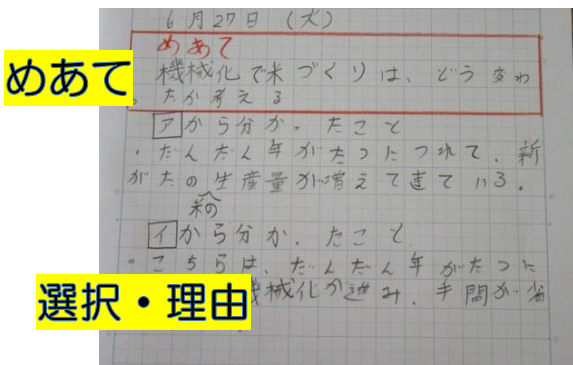 6月27日(火)
めあて
めあて
機械化で米づくりは、どう変わ
ったか考える
アから分かったこと
・だんだん年がたつにつれて、新
がたの生産量が増えて きている。
米の
イから分かったこと
・こちらは、だんだん年がたつに
選択・理由
機械化が進み、手間が省